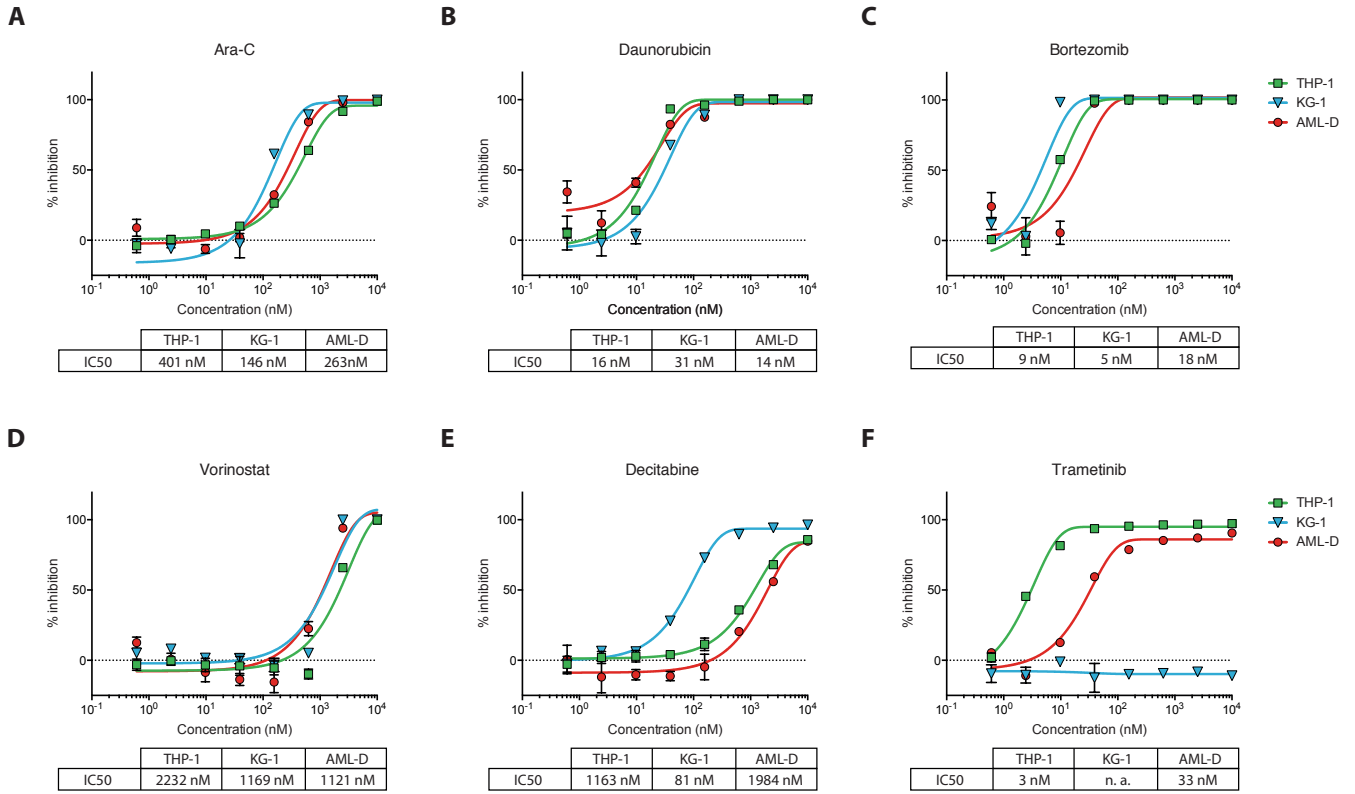 A
B
C
Ara-C
Daunorubicin
Bortezomib
% inhibition
100
50
0
10-1 100 101 102 103 104
Concentration (nM)
% inhibition
100
50
0
10-1 100 101 102 103 104
Concentration (nM)
% inhibition
100
50
0
10-1 100 101 102 103 104
Concentration (nM)
THP-1
KG-1
AML-D
THP-1 KG-1 AML-D
IC50 401 nM 146 nM 263nM
THP-1 KG-1 AML-D
IC50 16 nM 31 nM 14 nM
THP-1 KG-1 AML-D
IC50 9 nM 5 nM 18 nM
D
E
F
Vorinostat
Decitabine
Trametinib
% inhibition
100
50
0
10-1 100 101 102 103 104
Concentration (nM)
% inhibition
100
50
0
10-1 100 101 102 103 104
Concentration (nM)
% inhibition
100
50
0
10-1 100 101 102 103 104
Concentration (nM)
THP-1
KG-1
AML-D
THP-1 KG-1 AML-D
IC50 2232 nM 1169 nM 1121 nM
THP-1 KG-1 AML-D
IC50 1163 nM 81 nM 1984 nM
THP-1 KG-1 AML-D
IC50 3 nM n. a. 33 nM